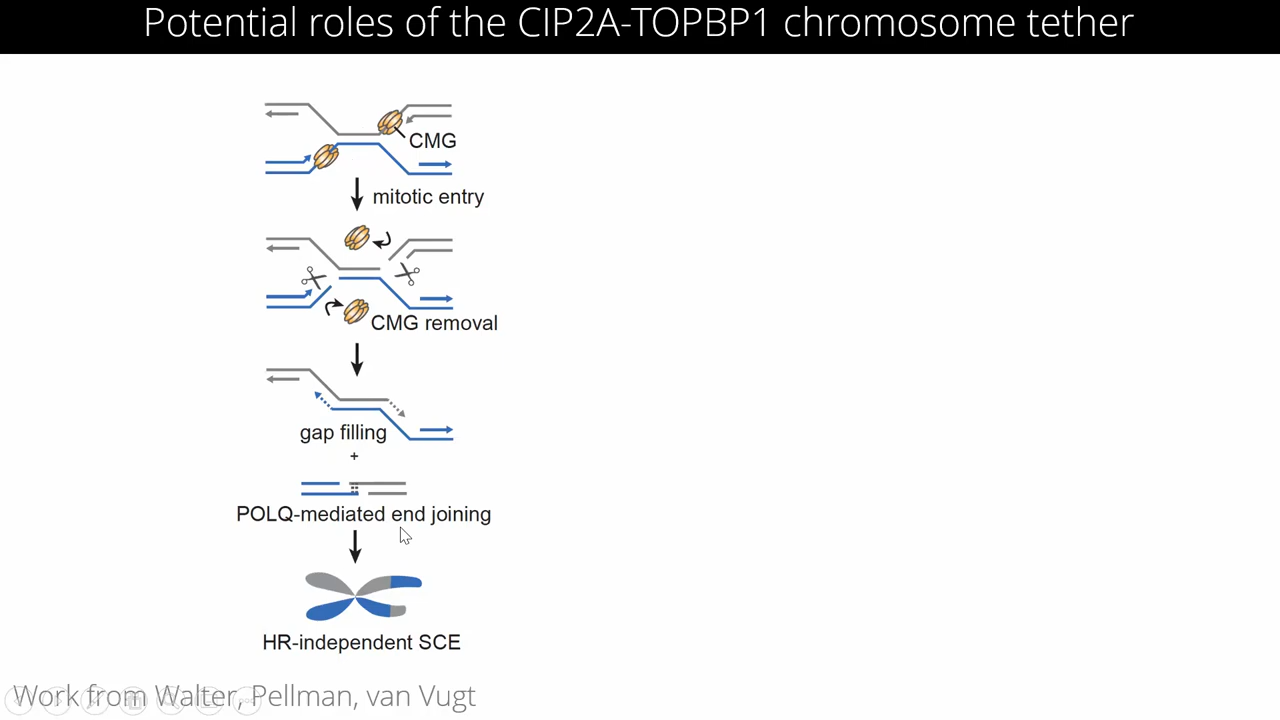 Potential roles of the CIP2A-TOPBP1 chromosome tether
CMG
mitotic entry
CMG removal
gap filling
+
POLQ-mediated end joining
HR-independent SCE
Work from Walter, Pellman, van Vugt